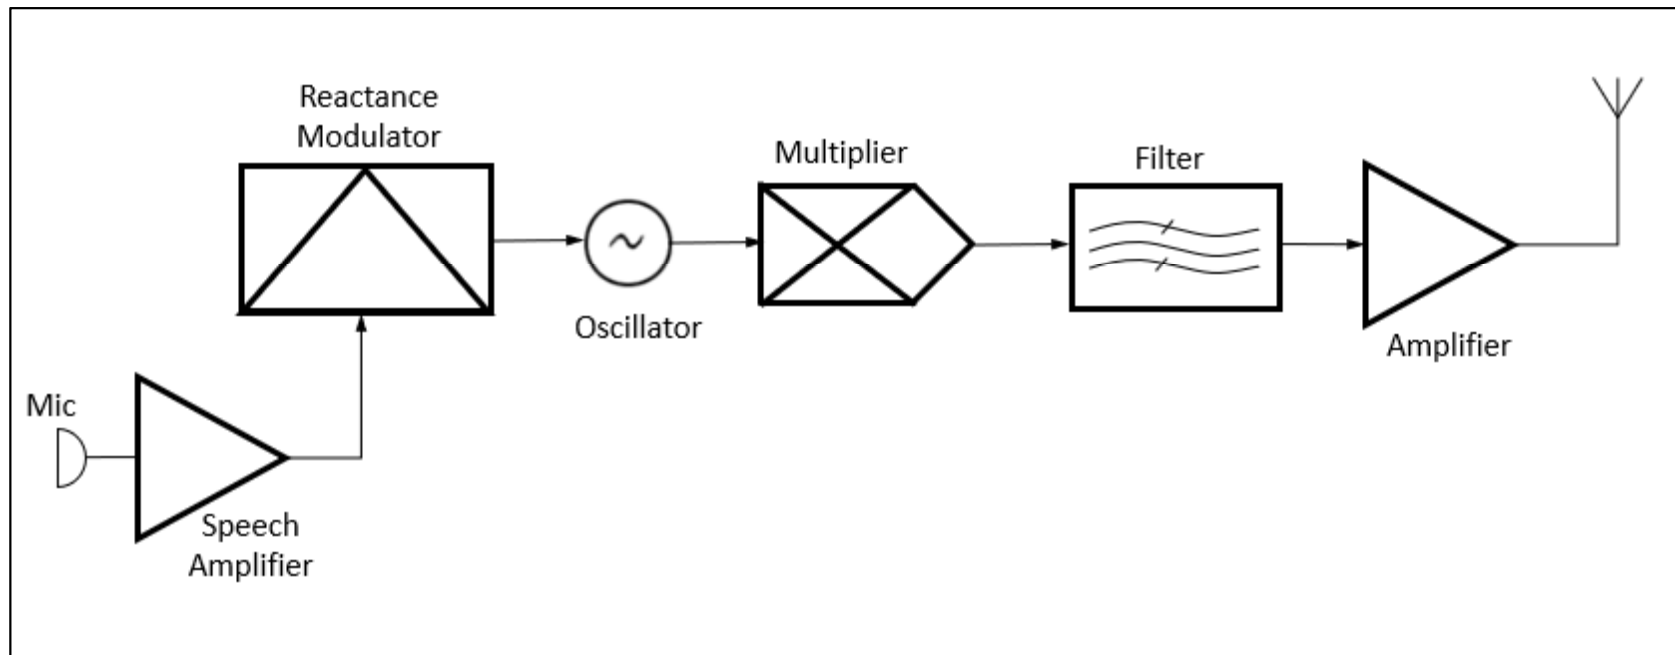 Reactance
Modulator
Multiplier
Filter
Oscillator
Amplifier
Mic
Speech
Amplifier